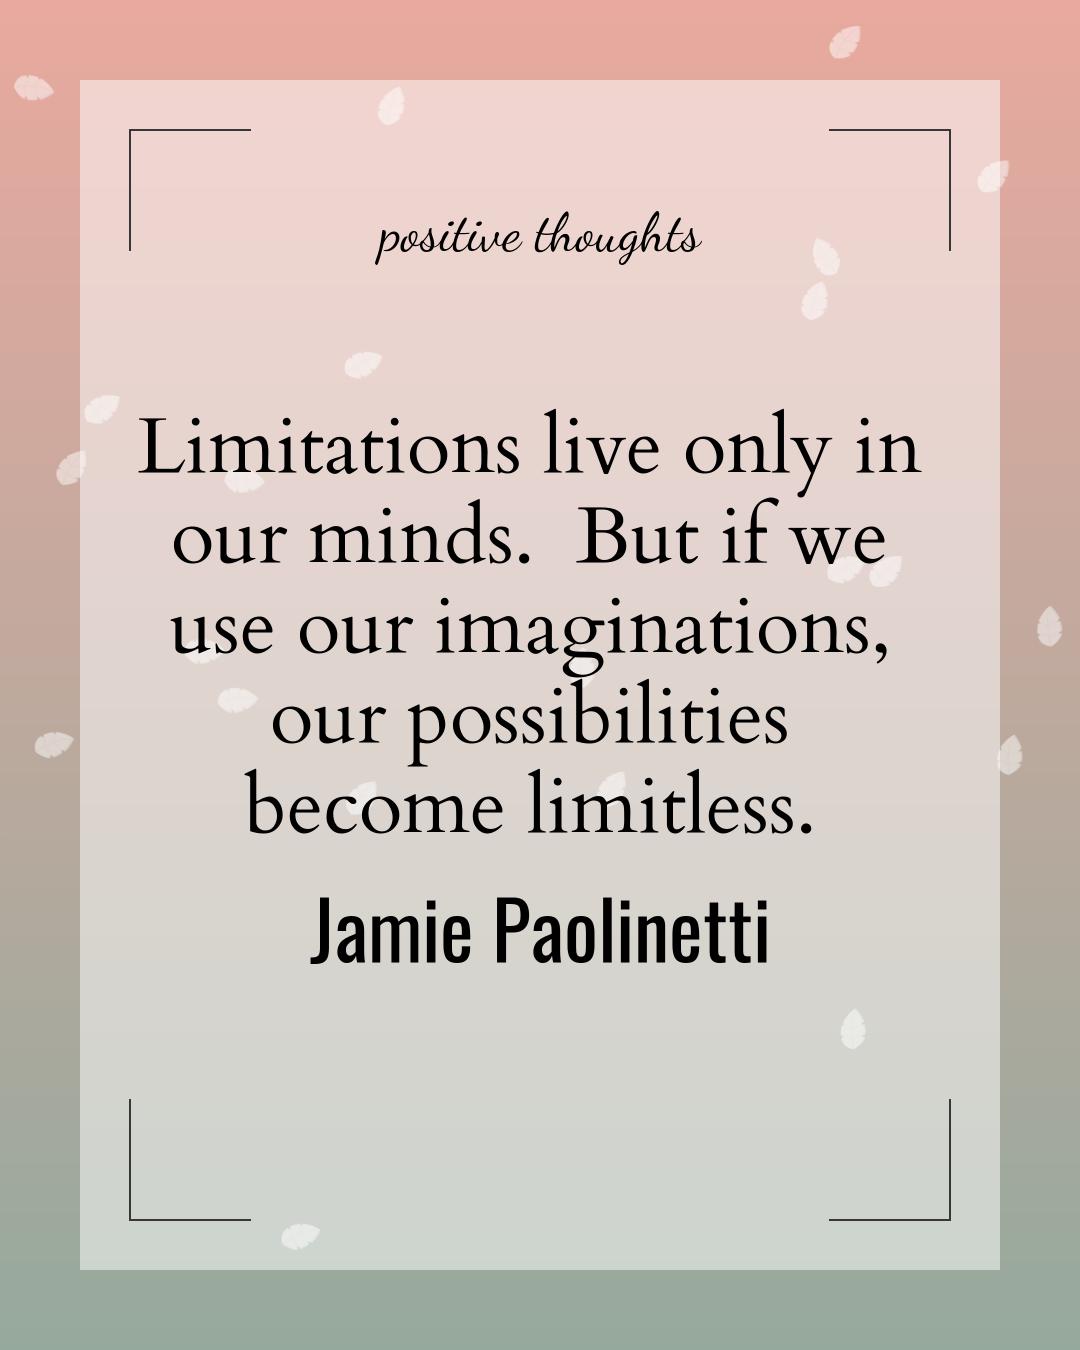 positive thoughts
Limitations live only in
our minds.  But if we
use our imaginations,
our possibilities
become limitless.
Jamie Paolinetti